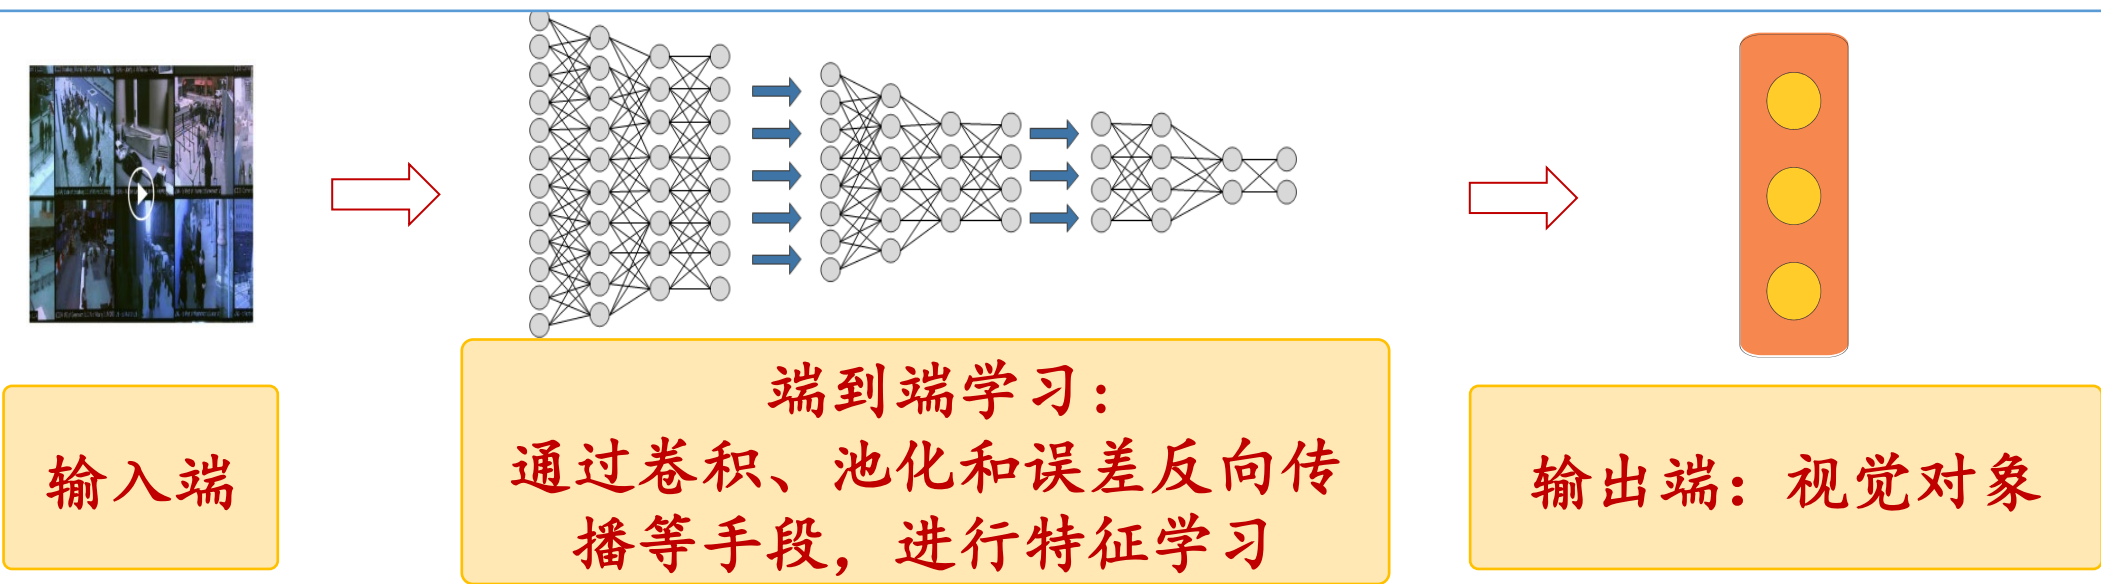 输入端
端到端学习：
通过卷积、池化和误差反向传
播等手段，进行特征学习
输出端：视觉对象